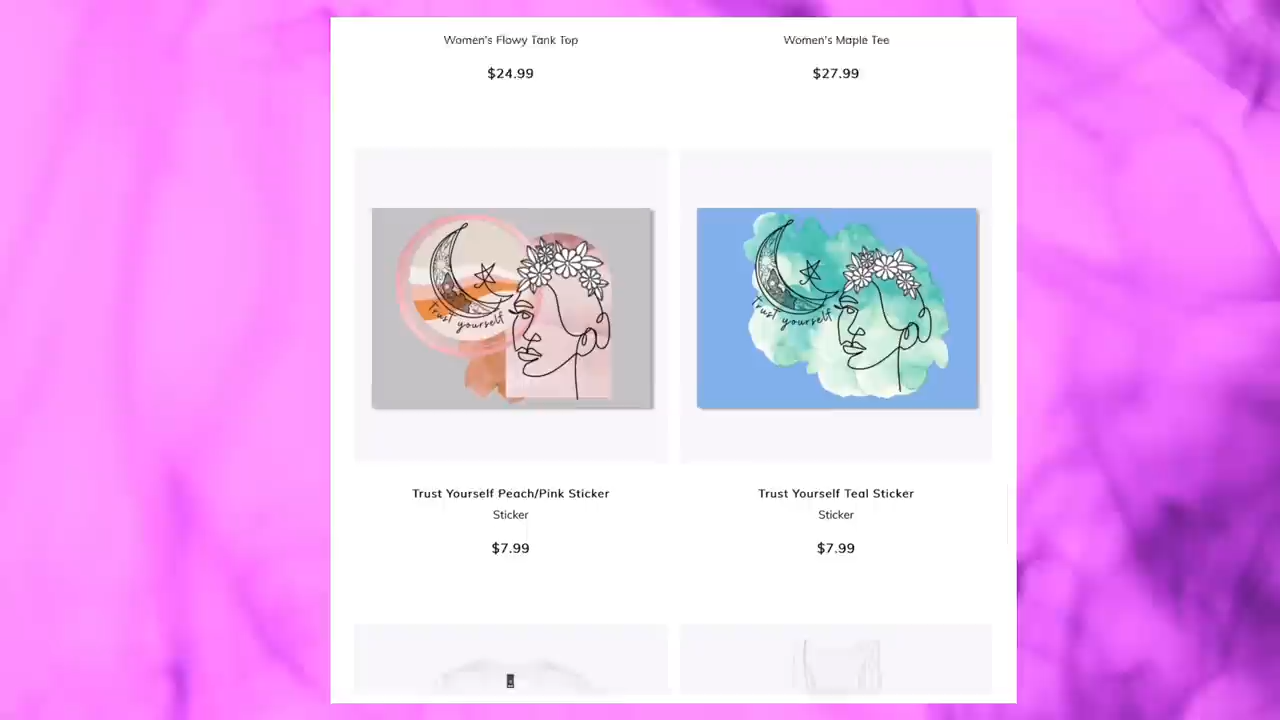 Women's Flowy Tank Top
Women's Maple Tee
$24.99
$27.99
Trust yourself
Trust yourself
Trust Yourself Peach/Pink Sticker
Trust Yourself Teal Sticker
Sticker
Sticker
$7.99
$7.99